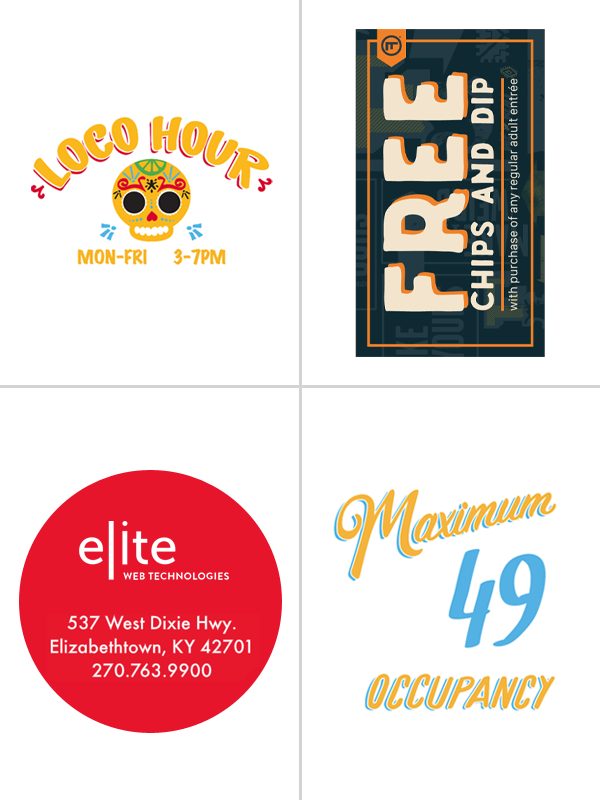 LOCO HOUR
MON-FRI 3-7PM
FREE
CHIPS AND DIP
with purchase of any regular adult entrée
elite
WEB TECHNOLOGIES
537 West Dixie Hwy.
Elizabethtown, KY 42701
270.763.9900
Maximum
49
OCCUPANCY